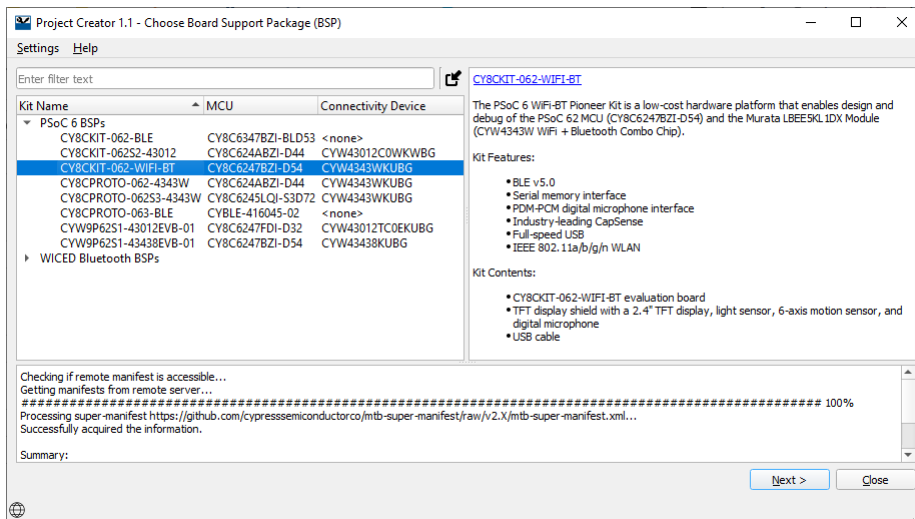 Project Creator 1.1 - Choose Board Support Package (BSP)
Settings Help
Enter filter text
Kit Name MCU Connectivity Device
PSoC 6 BSPs
CY8CKIT-062-BLE CY8C6347BZI-BLD53 <none>
CY8CKIT-062S2-43012 CY8C624ABZI-D44 CYW43012C0WKWBG
CY8CKIT-062-WIFI-BT CY8C6247BZI-D54 CYW4343WKUBG
CY8CPROTO-062-4343W CY8C624ABZI-D44 CYW4343WKUBG
CY8CPROTO-062S3-4343W CY8C6245LQI-S3D72 CYW4343WKUBG
CY8CPROTO-063-BLE CYBLE-416045-02 <none>
CYW9P62S1-43012EVB-01 CY8C6247FDI-D32 CYW43012TC0EKUBG
CYW9P62S1-43438EVB-01 CY8C6247BZI-D54 CYW43438KUBG
WICED Bluetooth BSPs
CY8CKIT-062-WIFI-BT
The PSoC 6 WiFi-BT Pioneer Kit is a low-cost hardware platform that enables design and
debug of the PSoC 62 MCU (CY8C6247BZI-D54) and the Murata LBEE5KL1DX Module
(CYW4343W WiFi + Bluetooth Combo Chip).
Kit Features:
•BLE v5.0
•Serial memory interface
•PDM-PCM digital microphone interface
•Industry-leading CapSense
•Full-speed USB
•IEEE 802.11a/b/g/n WLAN
Kit Contents:
•CY8CKIT-062-WIFI-BT evaluation board
•TFT display shield with a 2.4" TFT display, light sensor, 6-axis motion sensor, and
digital microphone
•USB cable
Checking if remote manifest is accessible...
Getting manifests from remote server...
################################################################################################### 100%
Processing super-manifest https://github.com/cypresssemiconductorco/mtb-super-manifest/raw/v2.X/mtb-super-manifest.xml...
Successfully acquired the information.
Summary:
Next > Close